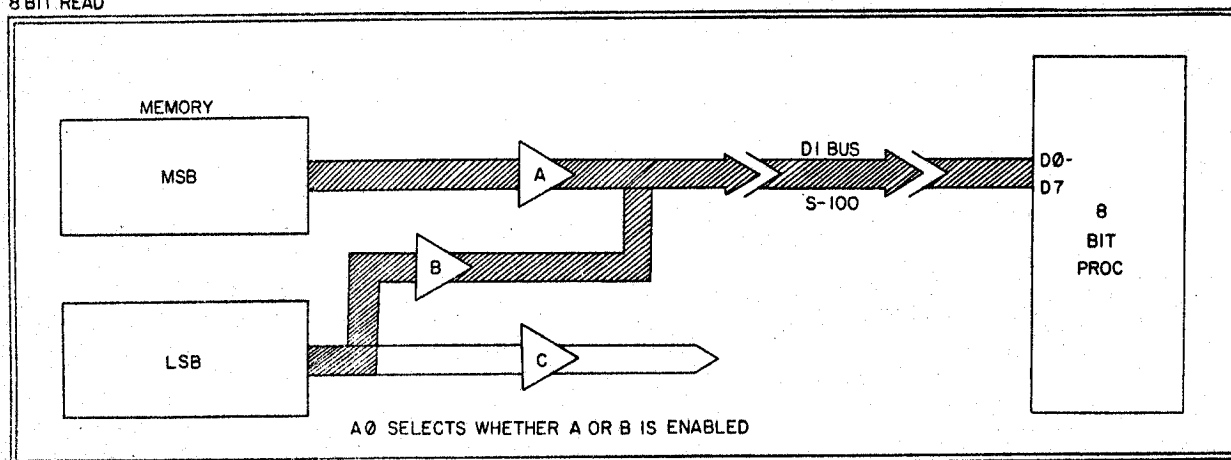 8 BIT READ
MEMORY
MSB
A
DI BUS
S-100
D0-
D7
8
BIT
PROC
B
LSB
C
AØ SELECTS WHETHER A OR B IS ENABLED